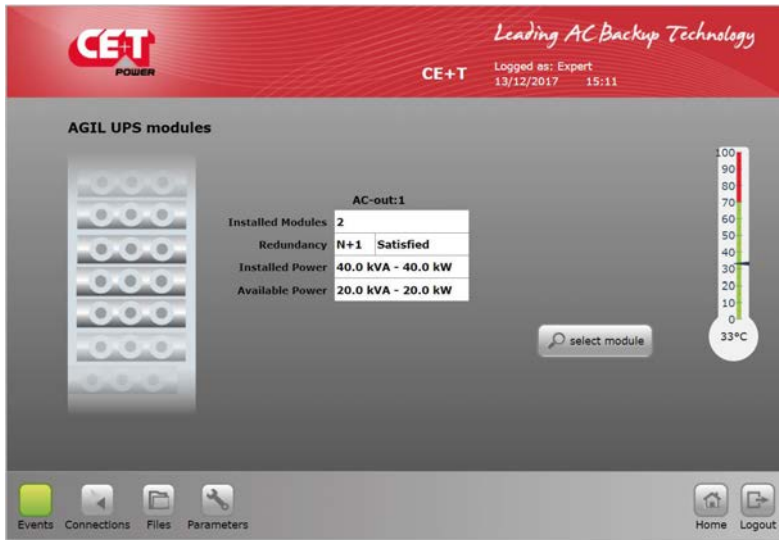 CE+T
POWER
Leading AC Backup Technology
CE+T
Logged as: Expert
13/12/2017 15:11
AGIL UPS modules
AC-out:1
Installed Modules 2
Redundancy N+1 Satisfied
Installed Power 40.0 kVA - 40.0 kW
Available Power 20.0 kVA - 20.0 kW
100
90
80
70
60
50
40
30
20
10
0
33°C
select module
Events Connections Files Parameters Home Logout